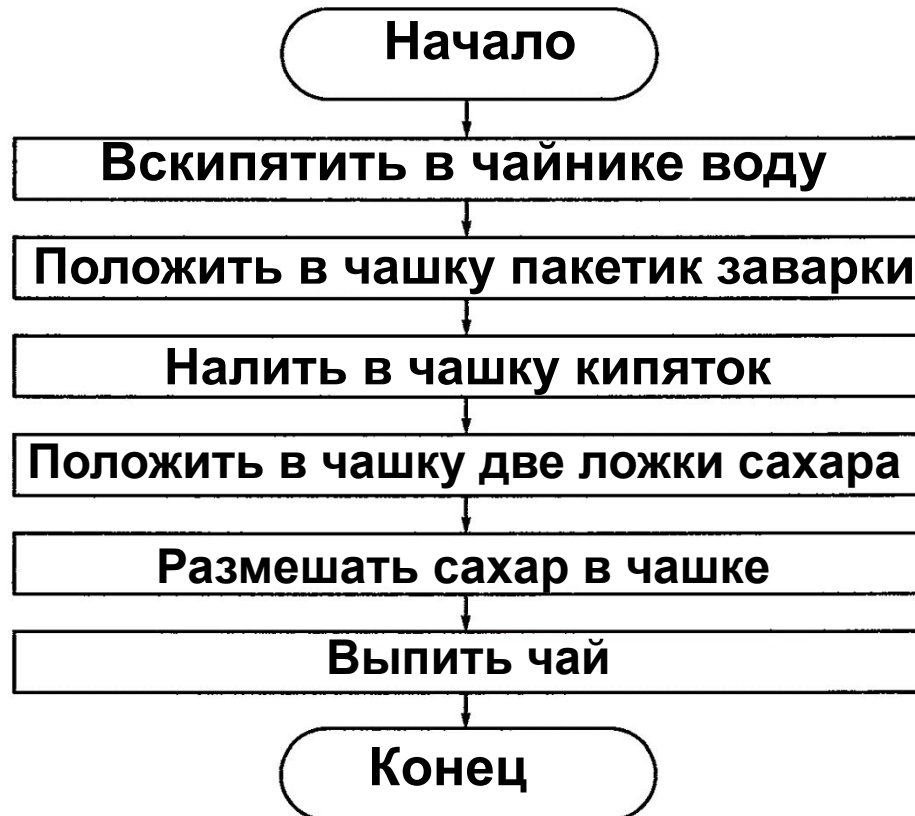 Начало
Вскипятить в чайнике воду
Положить в чашку пакетик заварки
Налить в чашку кипяток
Положить в чашку две ложки сахара
Размешать сахар в чашке
Выпить чай
Конец